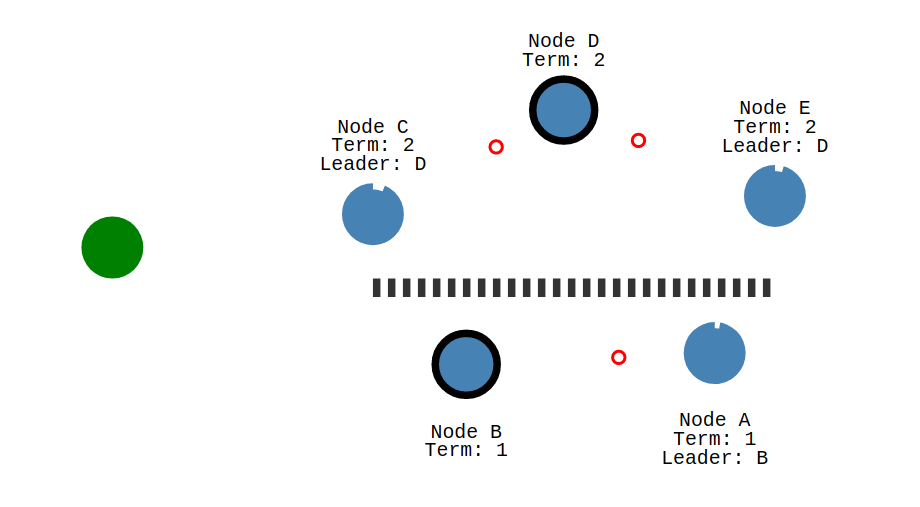 Node D
Term: 2
Node E
Term: 2
Leader: D
Node C
Term: 2
Leader: D
Node B
Term: 1
Node A
Term: 1
Leader: B